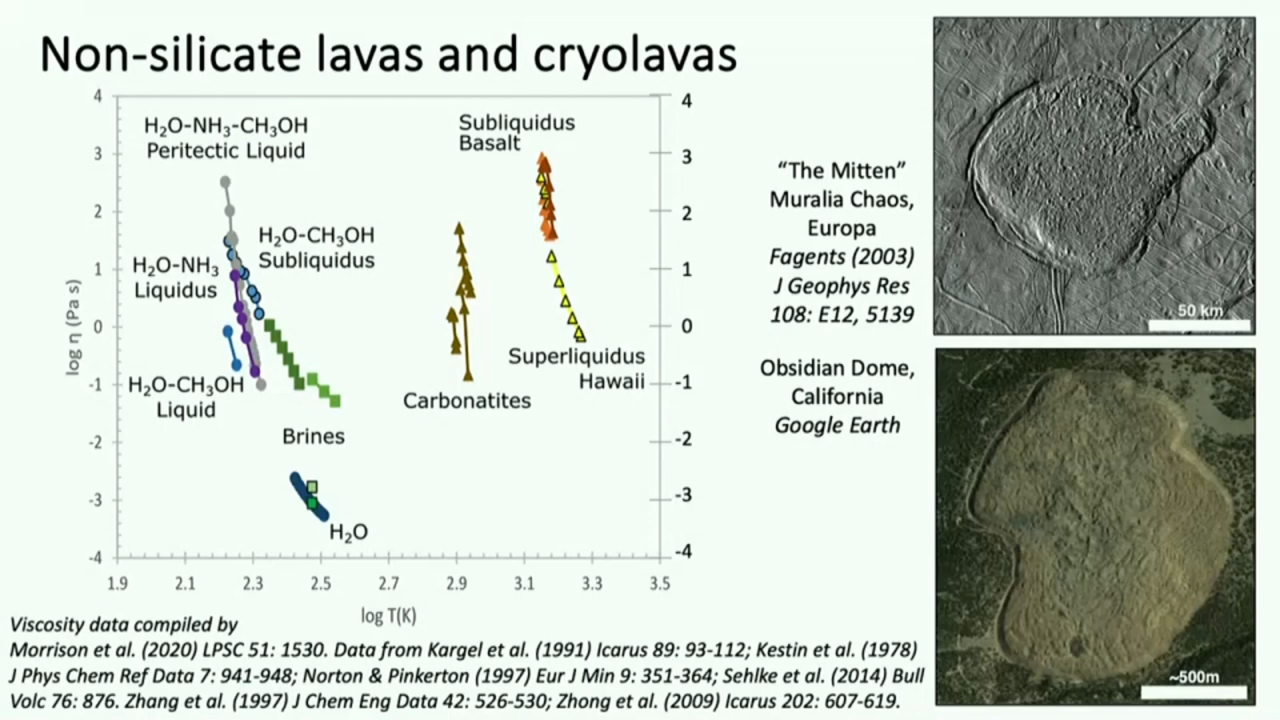 Non-silicate lavas and cryolavas
4
3
2
1
0
-1
-2
-3
-4
log η (Pa s)
H₂O-NH₃-CH₃OH
Peritectic Liquid
H₂O-CH₃OH
Subliquidus
H₂O-NH₃
Liquidus
H₂O-CH₃OH
Liquid
Brines
H₂O
Subliquidus
Basalt
Carbonatites
Superliquidus
Hawaii
4
3
2
1
0
-1
-2
-3
-4
1.9 2.1 2.3 2.5 2.7 2.9 3.1 3.3 3.5
log T(K)
"The Mitten"
Muralia Chaos,
Europa
Fagents (2003)
J Geophys Res
108: E12, 5139
50 km
Obsidian Dome,
California
Google Earth
~500m
Viscosity data compiled by
Morrison et al. (2020) LPSC 51: 1530. Data from Kargel et al. (1991) Icarus 89: 93-112; Kestin et al. (1978)
J Phys Chem Ref Data 7: 941-948; Norton & Pinkerton (1997) Eur J Min 9: 351-364; Sehlke et al. (2014) Bull
Volc 76: 876. Zhang et al. (1997) J Chem Eng Data 42: 526-530; Zhong et al. (2009) Icarus 202: 607-619.